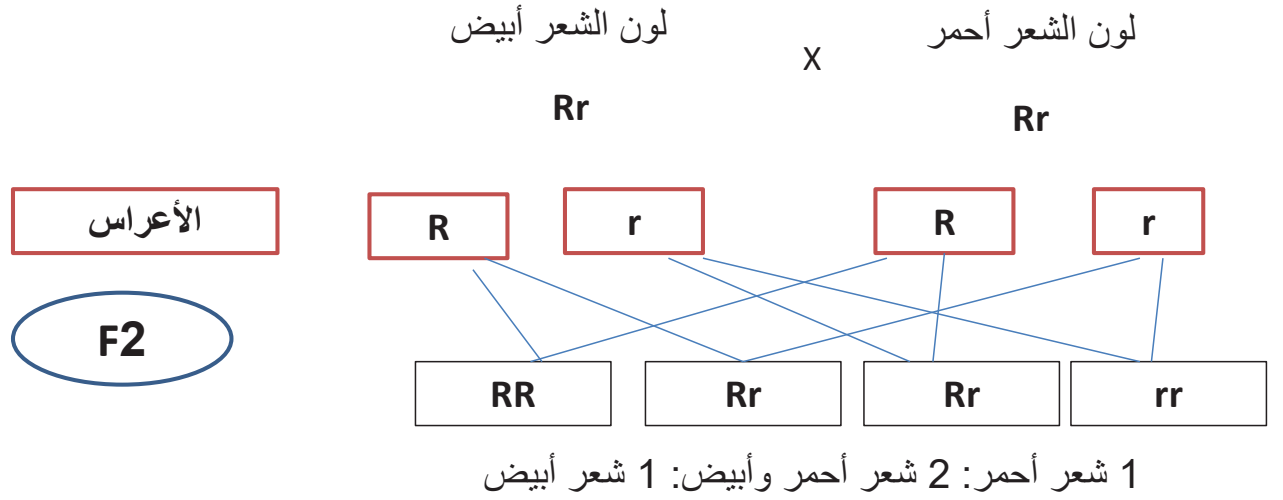 لون الشعر أحمر X لون الشعر أبيض
Rr Rr
الأعراس R r R r
F2
RR Rr Rr rr
1 شعر أحمر: 2 شعر أحمر وأبيض: 1 شعر أبيض